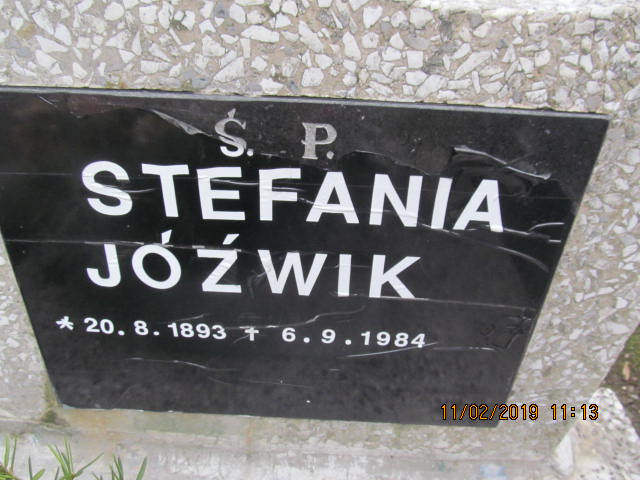 Ś. P.
STEFANIA
JÓŹWIK
* 20.8.1893 ✝ 6.9.1984
11/02/2019 11:13